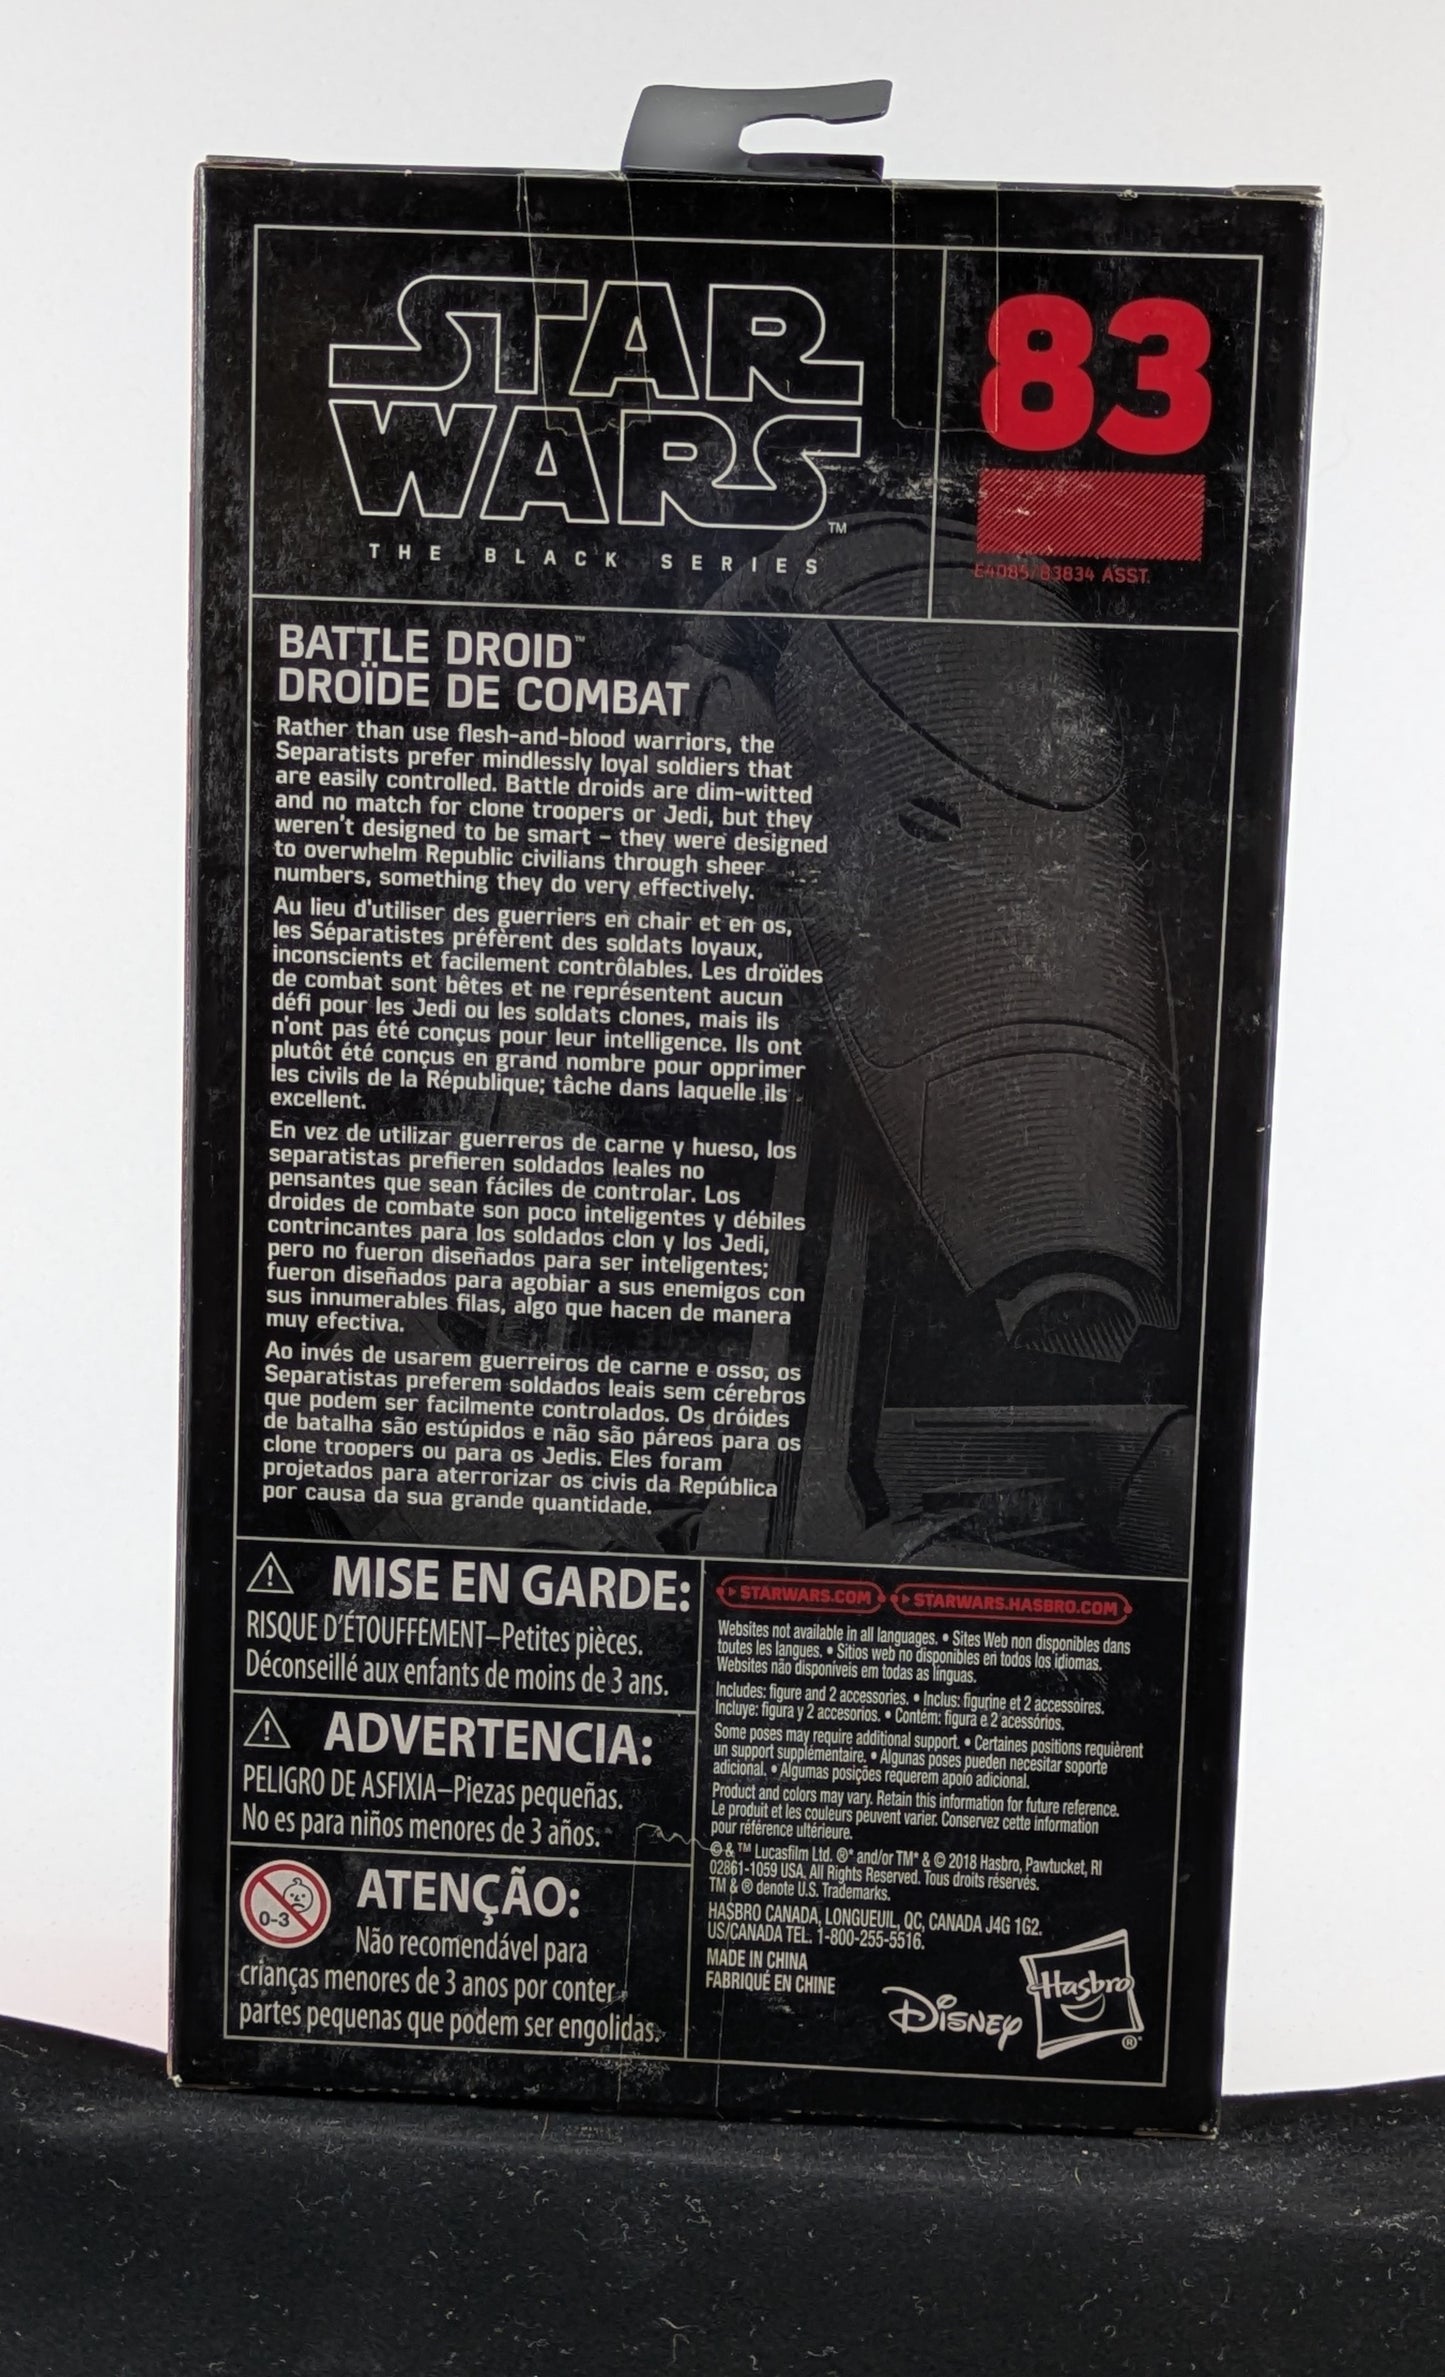 STAR
WARS™
THE BLACK SERIES
83
E4085/B3834 ASST.
BATTLE DROID™
DROÏDE DE COMBAT
Rather than use flesh-and-blood warriors, the
Separatists prefer mindlessly loyal soldiers that
are easily controlled. Battle droids are dim-witted
and no match for clone troopers or Jedi, but they
weren't designed to be smart – they were designed
to overwhelm Republic civilians through sheer
numbers, something they do very effectively.
Au lieu d'utiliser des guerriers en chair et en os,
les Séparatistes préfèrent des soldats loyaux,
inconscients et facilement contrôlables. Les droïdes
de combat sont bêtes et ne représentent aucun
défi pour les Jedi ou les soldats clones, mais ils
n'ont pas été conçus pour leur intelligence. Ils ont
plutôt été conçus en grand nombre pour opprimer
les civils de la République; tâche dans laquelle ils
excellent.
En vez de utilizar guerreros de carne y hueso, los
separatistas prefieren soldados leales no
pensantes que sean fáciles de controlar. Los
droides de combate son poco inteligentes y débiles
contrincantes para los soldados clon y los Jedi,
pero no fueron diseñados para ser inteligentes;
fueron diseñados para agobiar a sus enemigos con
sus innumerables filas, algo que hacen de manera
muy efectiva.
Ao invés de usarem guerreiros de carne e osso, os
Separatistas preferem soldados leais sem cérebros
que podem ser facilmente controlados. Os dróides
de batalha são estúpidos e não são páreos para os
clone troopers ou para os Jedis. Eles foram
projetados para aterrorizar os civis da República
por causa da sua grande quantidade.
MISE EN GARDE:
RISQUE D'ÉTOUFFEMENT–Petites pièces.
Déconseillé aux enfants de moins de 3 ans.
ADVERTENCIA:
PELIGRO DE ASFIXIA–Piezas pequeñas.
No es para niños menores de 3 años.
0-3
ATENÇÃO:
Não recomendável para
crianças menores de 3 anos por conter
partes pequenas que podem ser engolidas.
STARWARS.COM STARWARS.HASBRO.COM
Websites not available in all languages. • Sites Web non disponibles dans
toutes les langues. • Sitios web no disponibles en todos los idiomas.
Websites não disponíveis em todas as línguas.
Includes: figure and 2 accessories. • Inclus: figurine et 2 accessoires.
Incluye: figura y 2 accesorios. • Contém: figura e 2 acessórios.
Some poses may require additional support. • Certaines positions requièrent
un support supplémentaire. • Algunas poses pueden necesitar soporte
adicional. • Algumas posições requerem apoio adicional.
Product and colors may vary. Retain this information for future reference.
Le produit et les couleurs peuvent varier. Conservez cette information
pour référence ultérieure.
© & ™ Lucasfilm Ltd. ®* and/or TM* & © 2018 Hasbro, Pawtucket, RI
02861-1059 USA. All Rights Reserved. Tous droits réservés.
TM & ® denote U.S. Trademarks.
HASBRO CANADA, LONGUEUIL, QC, CANADA J4G 1G2.
US/CANADA TEL. 1-800-255-5516.
MADE IN CHINA
FABRIQUÉ EN CHINE
Disney
Hasbro
®*